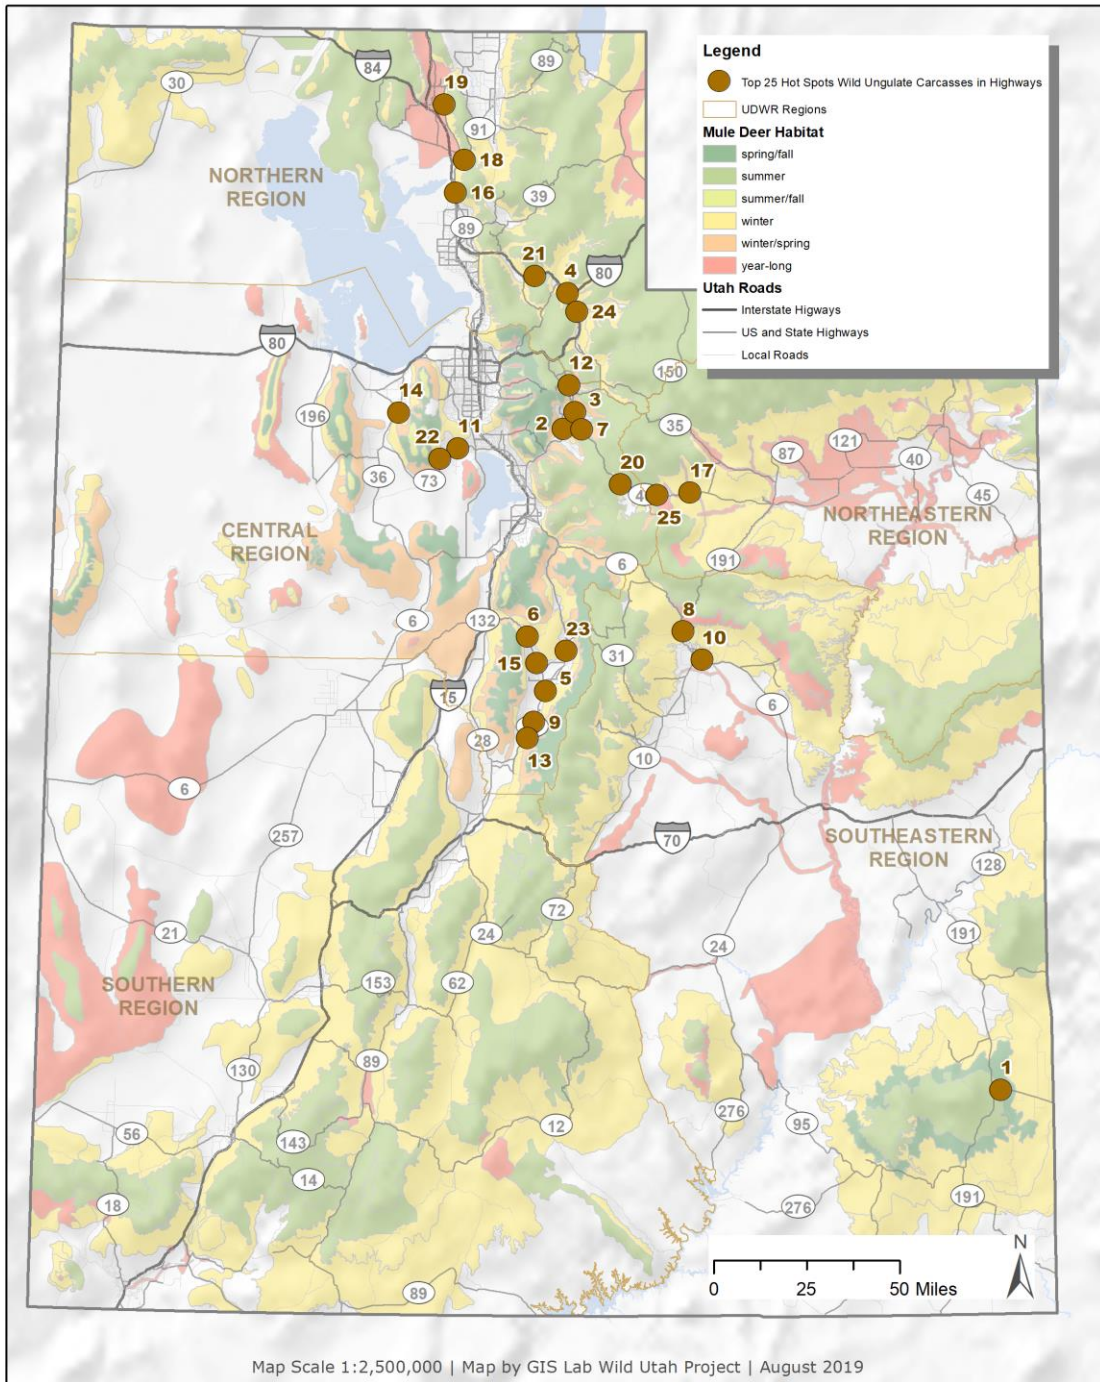 Legend
Top 25 Hot Spots Wild Ungulate Carcasses in Highways
UDWR Regions
Mule Deer Habitat
spring/fall
summer
summer/fall
winter
winter/spring
year-long
Utah Roads
Interstate Higways
US and State Highways
Local Roads
84
89
30
19
91
18
NORTHERN
REGION
16
39
89
21
4
80
24
80
12
150
14
3
196
2
7
35
11
121
22
87
40
36
73
20
17
45
4
25
NORTHEASTERN
REGION
CENTRAL
REGION
6
191
6
132
6
8
23
31
10
15
5
15
6
9
28
13
10
6
257
70
SOUTHEASTERN
REGION
128
72
21
24
191
24
SOUTHERN
REGION
153
62
89
1
130
276
12
95
56
143
14
18
276
191
N
0
25
50 Miles
89
Map Scale 1:2,500,000 | Map by GIS Lab Wild Utah Project | August 2019